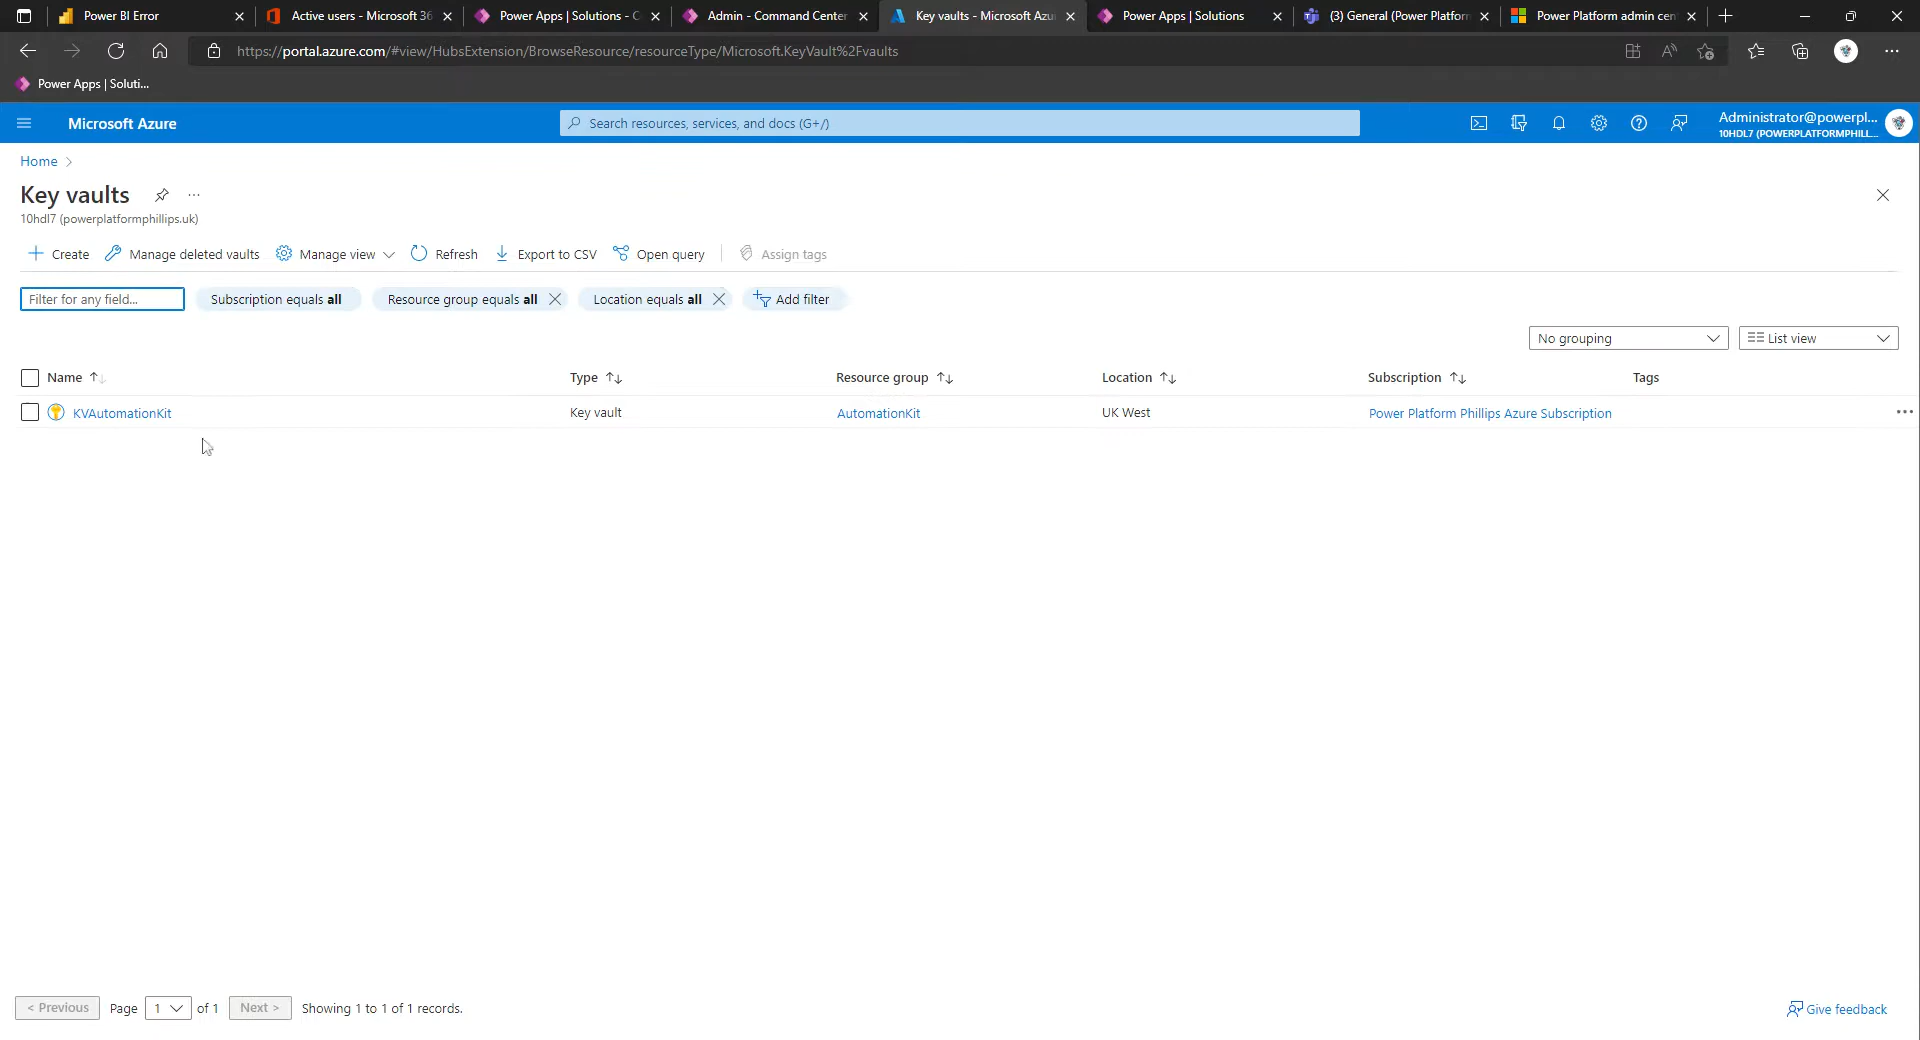 Power BI Error
Active users - Microsoft 36
Power Apps | Solutions - C
Admin - Command Center
Key vaults - Microsoft Azu
Power Apps | Solutions
(3) General (Power Platfor
Power Platform admin cen
https://portal.azure.com/#view/HubsExtension/BrowseResource/resourceType/Microsoft.KeyVault%2Fvaults
Power Apps | Soluti...
Microsoft Azure
Search resources, services, and docs (G+/)
Administrator@powerpl...
10HDL7 (POWERPLATFORMPHILL...
Home
Key vaults
10hdl7 (powerplatformphillips.uk)
Create
Manage deleted vaults
Manage view
Refresh
Export to CSV
Open query
Assign tags
Filter for any field...
Subscription equals all
Resource group equals all
Location equals all
Add filter
No grouping
List view
Name
Type
Resource group
Location
Subscription
Tags
KVAutomationKit
Key vault
AutomationKit
UK West
Power Platform Phillips Azure Subscription
< Previous
Page
1
of 1
Next >
Showing 1 to 1 of 1 records.
Give feedback